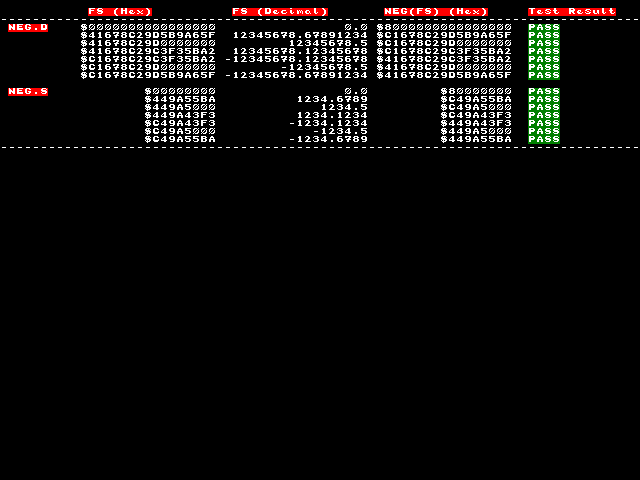 FS (Hex) FS (Decimal) NEG(FS) (Hex) Test Result
--------------------------------------------------------------------------------
NEG.D $0000000000000000 0.0 $8000000000000000 PASS
$41678C29D5B9A65F 12345678.67891234 $C1678C29D5B9A65F PASS
$41678C29D0000000 12345678.5 $C1678C29D0000000 PASS
$41678C29C3F35BA2 12345678.12345678 $C1678C29C3F35BA2 PASS
$C1678C29C3F35BA2 -12345678.12345678 $41678C29C3F35BA2 PASS
$C1678C29D0000000 -12345678.5 $41678C29D0000000 PASS
$C1678C29D5B9A65F -12345678.67891234 $41678C29D5B9A65F PASS
NEG.S $00000000 0.0 $80000000 PASS
$449A55BA 1234.6789 $C49A55BA PASS
$449A5000 1234.5 $C49A5000 PASS
$449A43F3 1234.1234 $C49A43F3 PASS
$C49A43F3 -1234.1234 $449A43F3 PASS
$C49A5000 -1234.5 $449A5000 PASS
$C49A55BA -1234.6789 $449A55BA PASS
--------------------------------------------------------------------------------